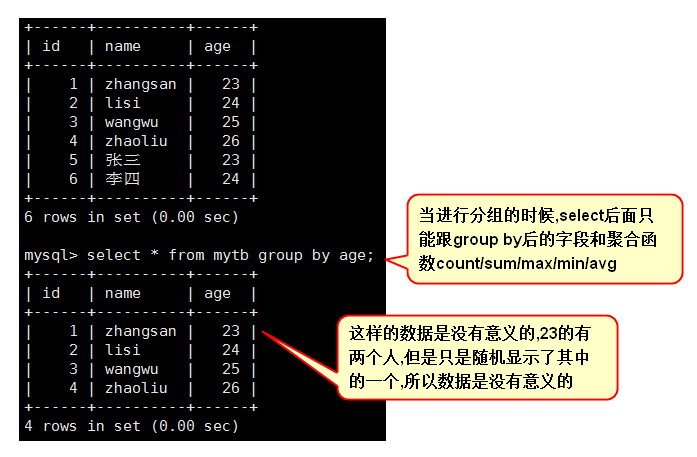 +------+----------+------+
| id   | name     | age  |
+------+----------+------+
|    1 | zhangsan |   23 |
|    2 | lisi     |   24 |
|    3 | wangwu   |   25 |
|    4 | zhaoliu  |   26 |
|    5 | 张三     |   23 |
|    6 | 李四     |   24 |
+------+----------+------+
6 rows in set (0.00 sec)
当进行分组的时候,select后面只
能跟group by后的字段和聚合函
数count/sum/max/min/avg
mysql> select * from mytb group by age;
+------+----------+------+
| id   | name     | age  |
+------+----------+------+
|    1 | zhangsan |   23 |
|    2 | lisi     |   24 |
|    3 | wangwu   |   25 |
|    4 | zhaoliu  |   26 |
+------+----------+------+
4 rows in set (0.00 sec)
这样的数据是没有意义的,23的有
两个人,但是只是随机显示了其中
的一个,所以数据是没有意义的